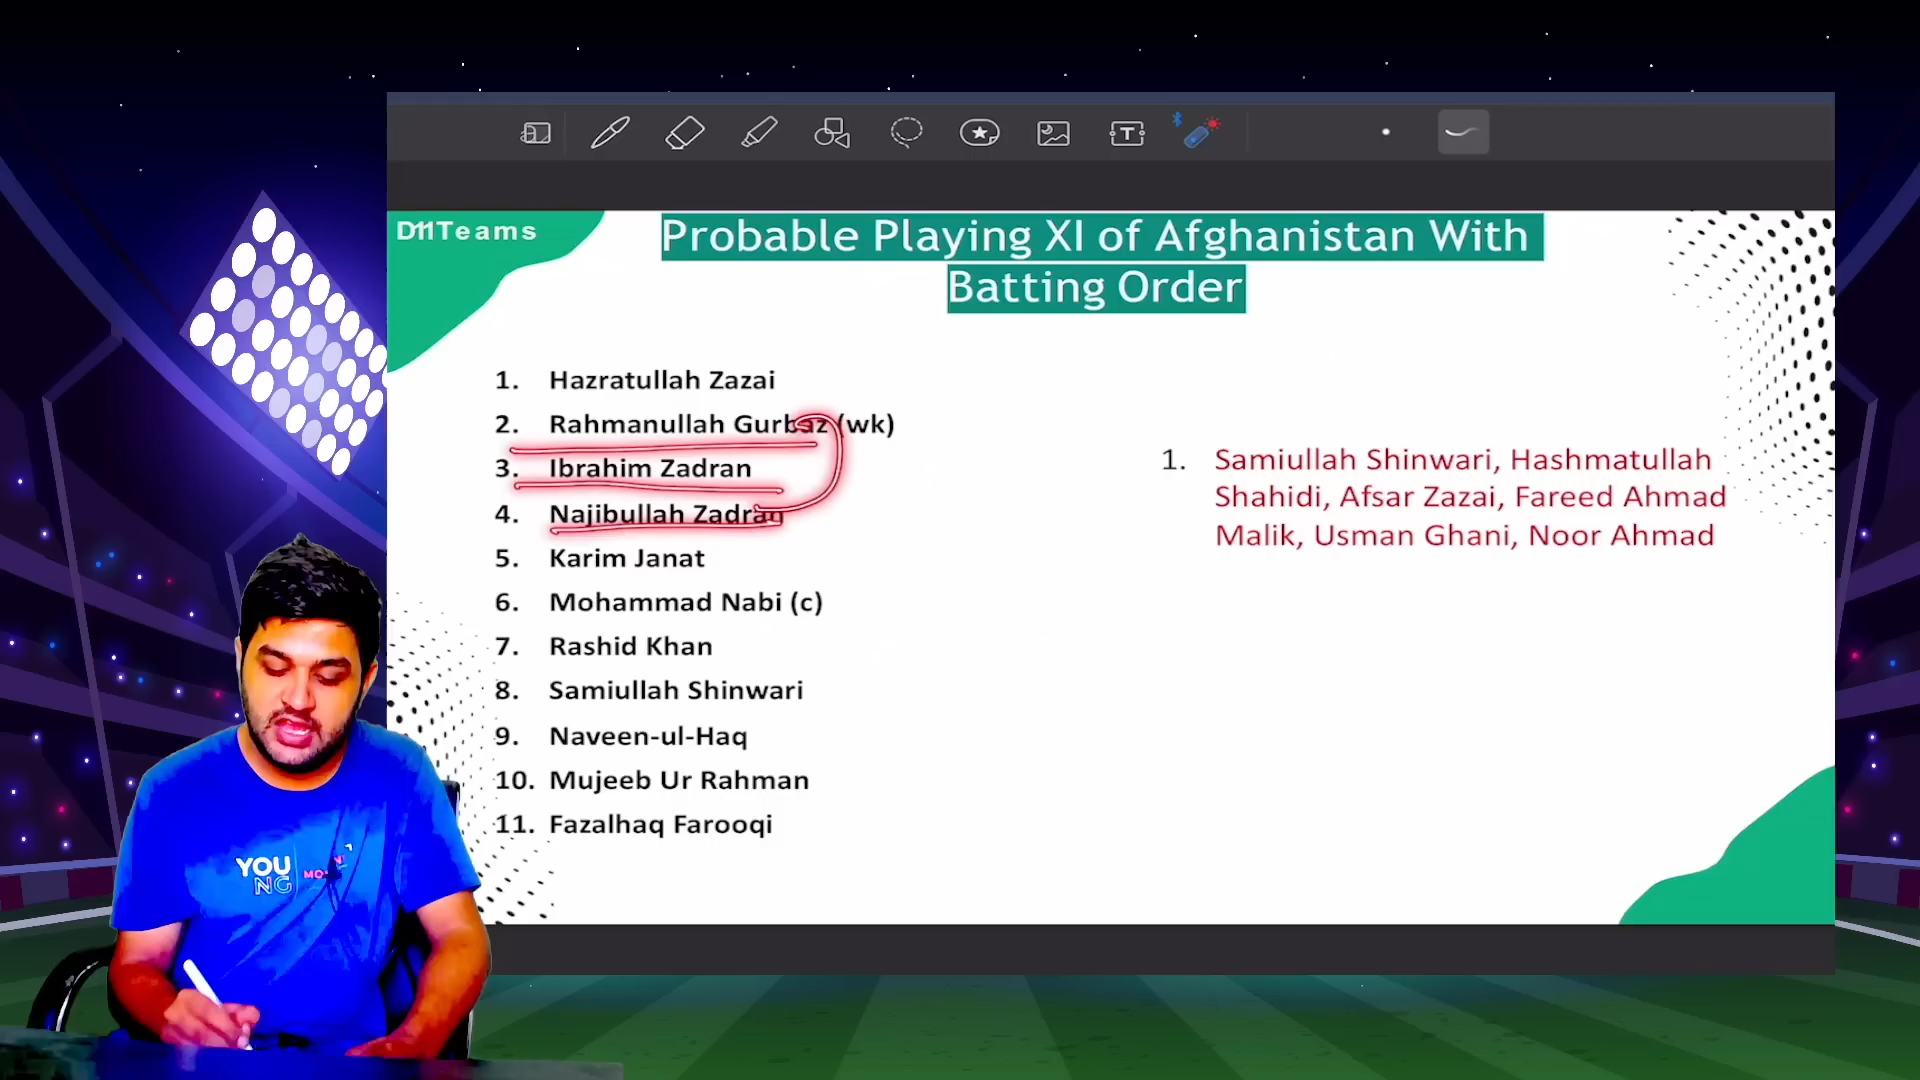 D11Teams
Probable Playing XI of Afghanistan With
Batting Order
1. Hazratullah Zazai
2. Rahmanullah Gurbaz (wk)
3. Ibrahim Zadran
4. Najibullah Zadran
5. Karim Janat
6. Mohammad Nabi (c)
7. Rashid Khan
8. Samiullah Shinwari
9. Naveen-ul-Haq
10. Mujeeb Ur Rahman
11. Fazalhaq Farooqi
1. Samiullah Shinwari, Hashmatullah
Shahidi, Afsar Zazai, Fareed Ahmad
Malik, Usman Ghani, Noor Ahmad
YOU
NG